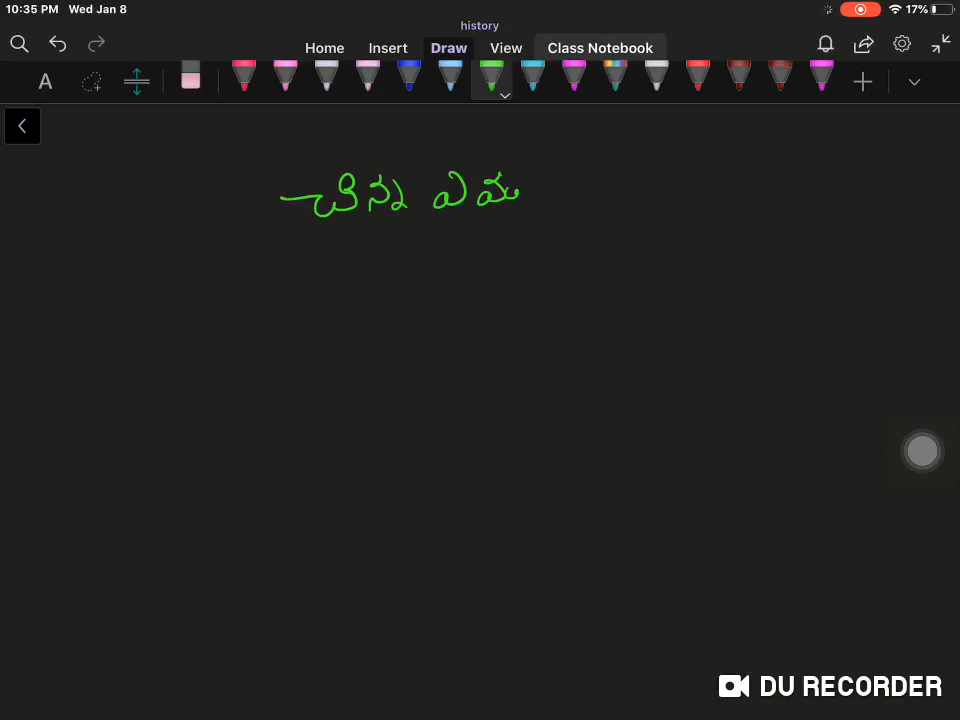 10:35 PM Wed Jan 8
17%
history
Home Insert Draw View Class Notebook
A
చిన్న విమ
DU RECORDER